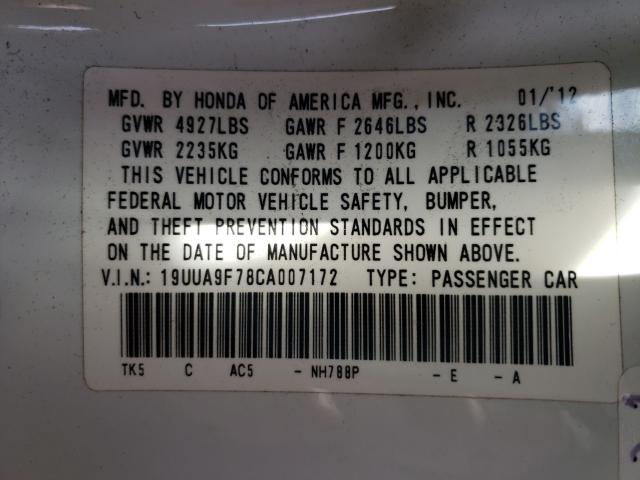 MFD. BY HONDA OF AMERICA MFG., INC. 01/'12
GVWR 4927LBS GAWR F 2646LBS R 2326LBS
GVWR 2235KG GAWR F 1200KG R 1055KG
THIS VEHICLE CONFORMS TO ALL APPLICABLE
FEDERAL MOTOR VEHICLE SAFETY, BUMPER,
AND THEFT PREVENTION STANDARDS IN EFFECT
ON THE DATE OF MANUFACTURE SHOWN ABOVE.
V.I.N.: 19UUA9F78CA007172 TYPE: PASSENGER CAR
TK5 C AC5 - NH788P - E - A